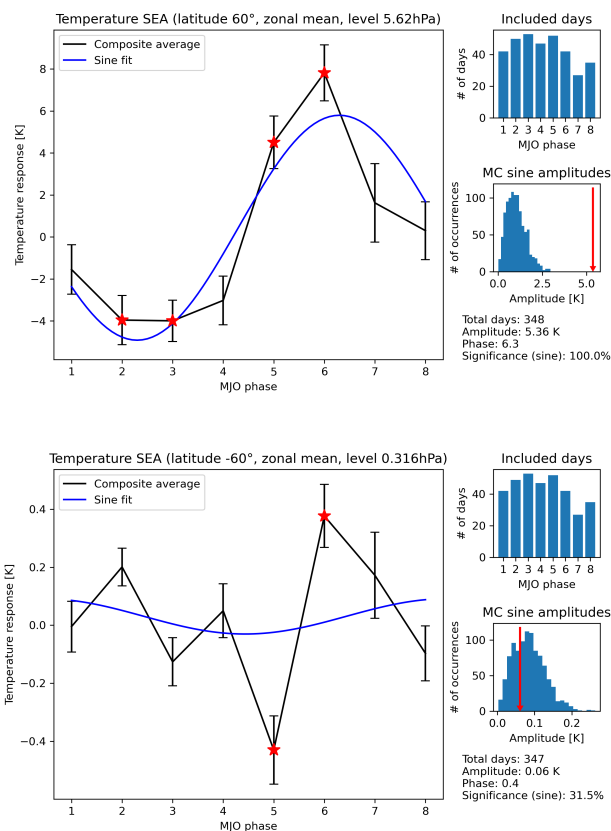 Temperature SEA (latitude 60°, zonal mean, level 5.62hPa)
Composite average
Sine fit
Temperature response [K]
8
6
4
2
0
−2
−4
1 2 3 4 5 6 7 8
MJO phase
Included days
# of days
40
20
0
1 2 3 4 5 6 7 8
MJO phase
MC sine amplitudes
# of occurrences
100
50
0
0.0 2.5 5.0
Amplitude [K]
Total days: 348
Amplitude: 5.36 K
Phase: 6.3
Significance (sine): 100.0%
Temperature SEA (latitude -60°, zonal mean, level 0.316hPa)
Composite average
Sine fit
Temperature response [K]
0.4
0.2
0.0
−0.2
−0.4
1 2 3 4 5 6 7 8
MJO phase
Included days
# of days
40
20
0
1 2 3 4 5 6 7 8
MJO phase
MC sine amplitudes
# of occurrences
100
50
0
0.0 0.1 0.2
Amplitude [K]
Total days: 347
Amplitude: 0.06 K
Phase: 0.4
Significance (sine): 31.5%